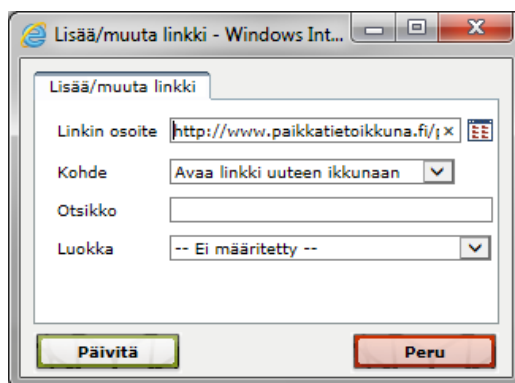 Lisää/muuta linkki - Windows Int...
Lisää/muuta linkki
Linkin osoite http://www.paikkatietoikkuna.fi/
Kohde Avaa linkki uuteen ikkunaan
Otsikko
Luokka -- Ei määritetty --
Päivitä Peru